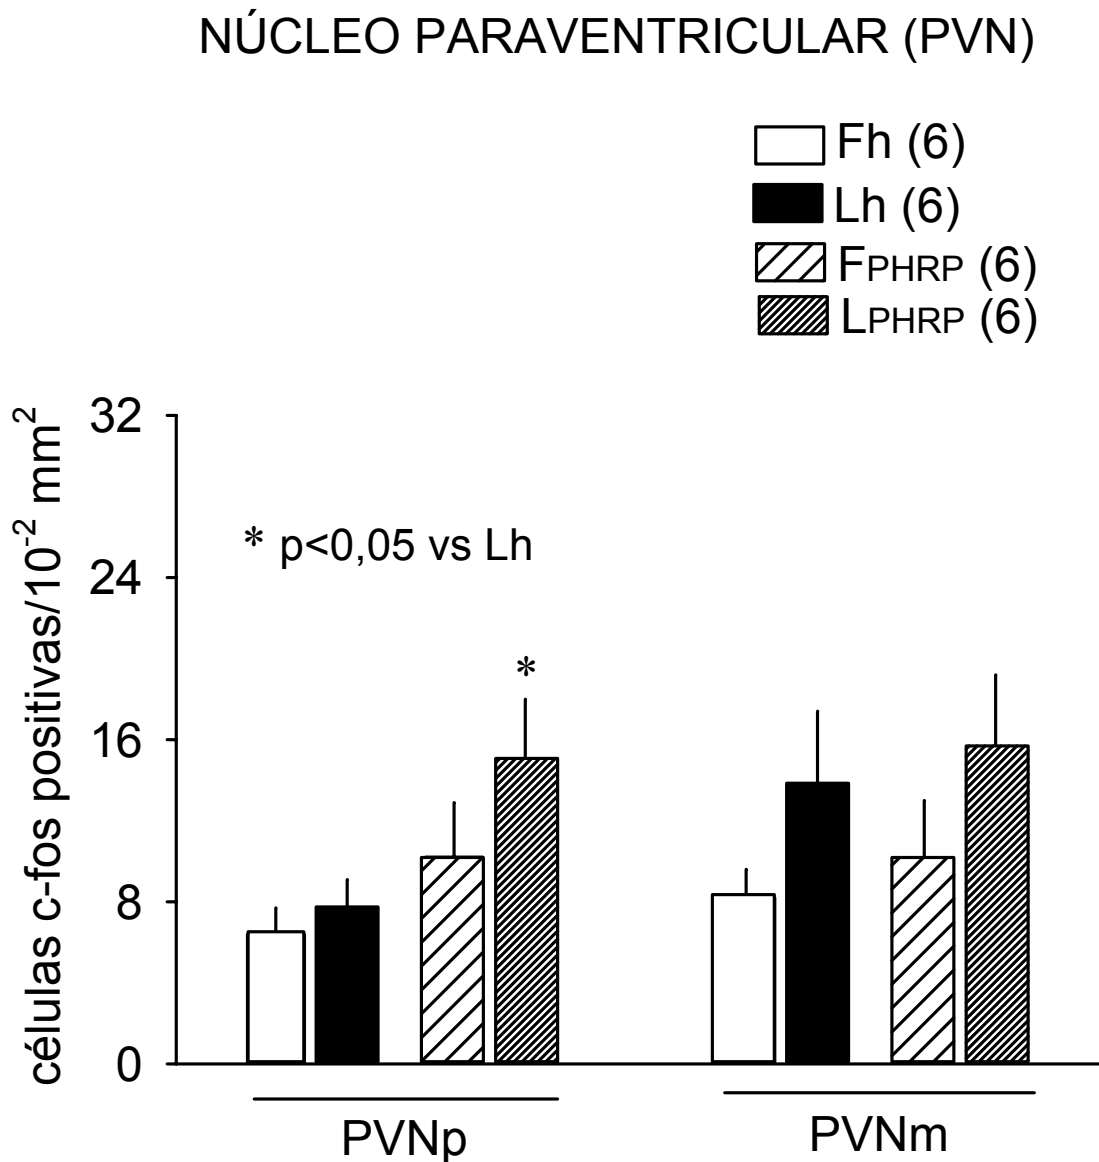 NÚCLEO PARAVENTRICULAR (PVN)
Fh (6)
Lh (6)
FPHRP (6)
LPHRP (6)
células c-fos positivas/10⁻² mm²
32
24
16
8
0
* p<0,05 vs Lh
*
PVNp
PVNm